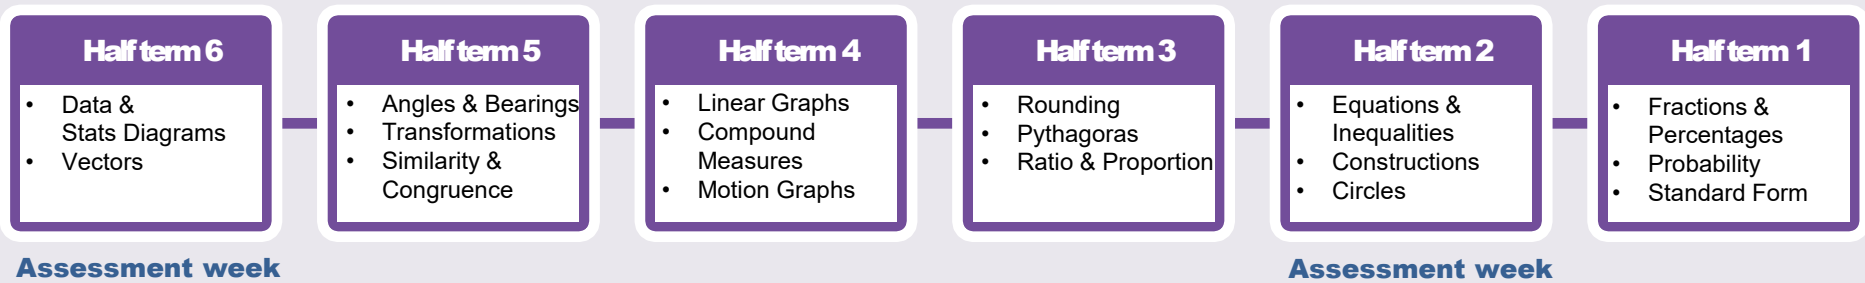 Half term 6
• Data &
Stats Diagrams
• Vectors
Half term 5
• Angles & Bearings
• Transformations
• Similarity &
Congruence
Half term 4
• Linear Graphs
• Compound
Measures
• Motion Graphs
Half term 3
• Rounding
• Pythagoras
• Ratio & Proportion
Half term 2
• Equations &
Inequalities
• Constructions
• Circles
Half term 1
• Fractions &
Percentages
• Probability
• Standard Form
Assessment week
Assessment week